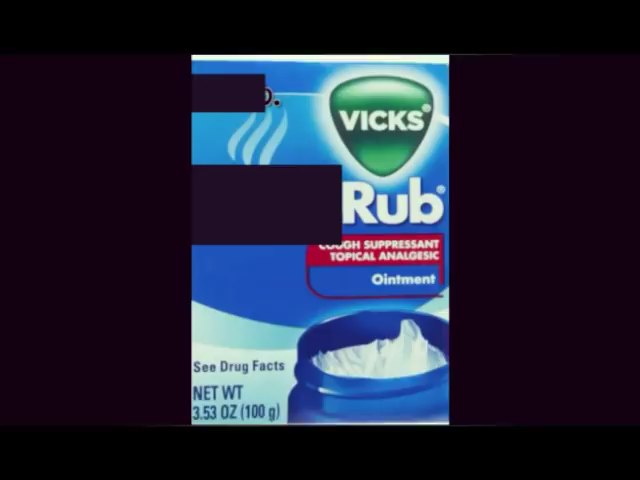 VICKS®
Rub®
COUGH SUPPRESSANT
TOPICAL ANALGESIC
Ointment
See Drug Facts
NET WT
3.53 OZ (100 g)